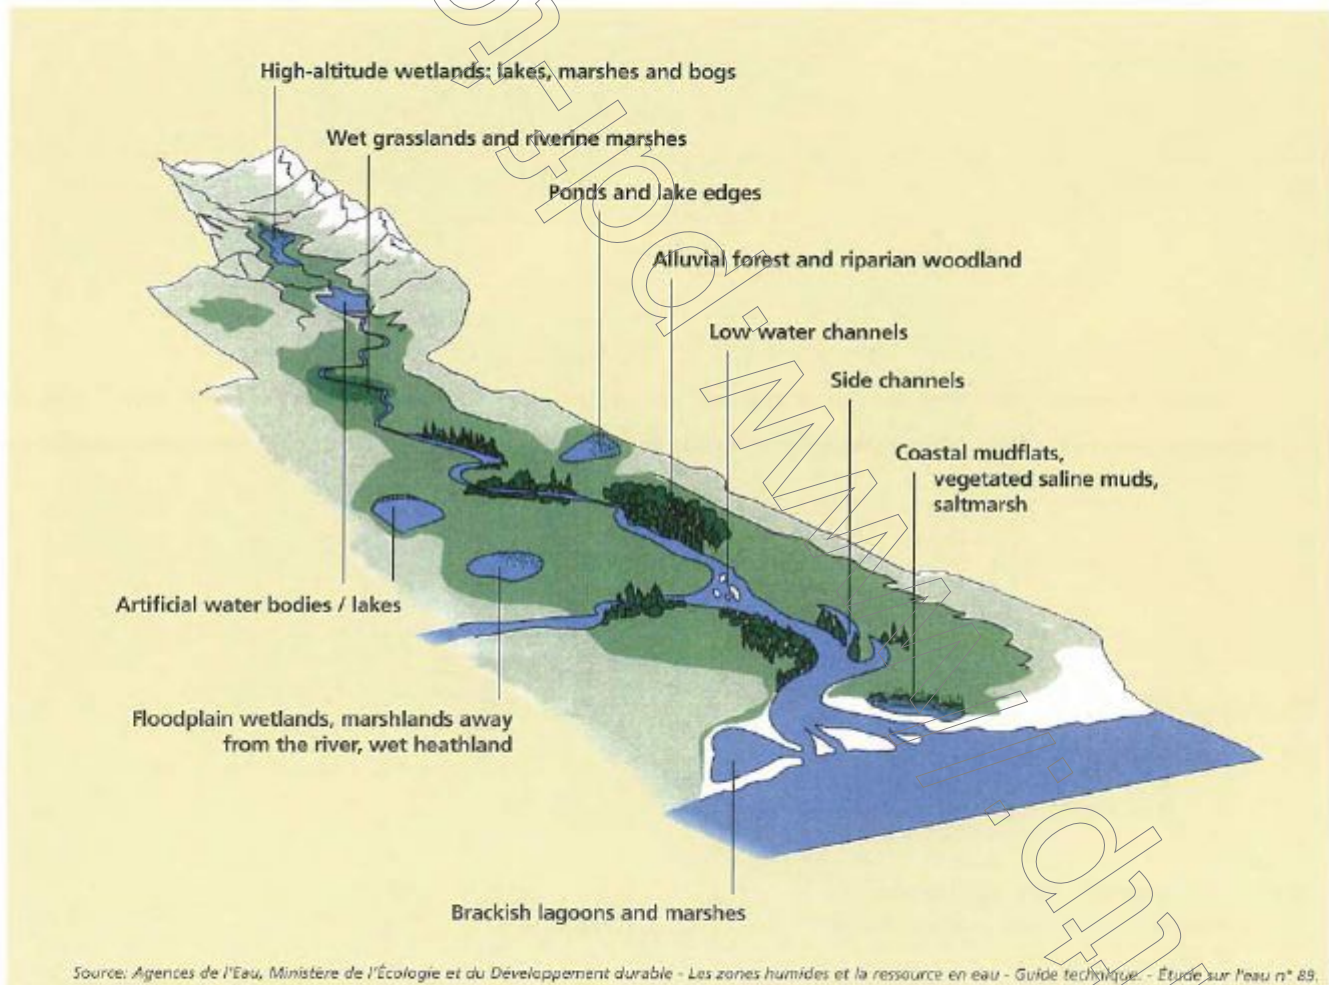 High-altitude wetlands: lakes, marshes and bogs
Wet grasslands and riverine marshes
Ponds and lake edges
Alluvial forest and riparian woodland
Low water channels
Side channels
Coastal mudflats,
vegetated saline muds,
saltmarsh
Artificial water bodies / lakes
Floodplain wetlands, marshlands away
from the river, wet heathland
Brackish lagoons and marshes
Source: Agences de l'Eau, Ministère de l'Écologie et du Développement durable - Les zones humides et la ressource en eau - Guide technique. - Étude sur l'eau n° 89.